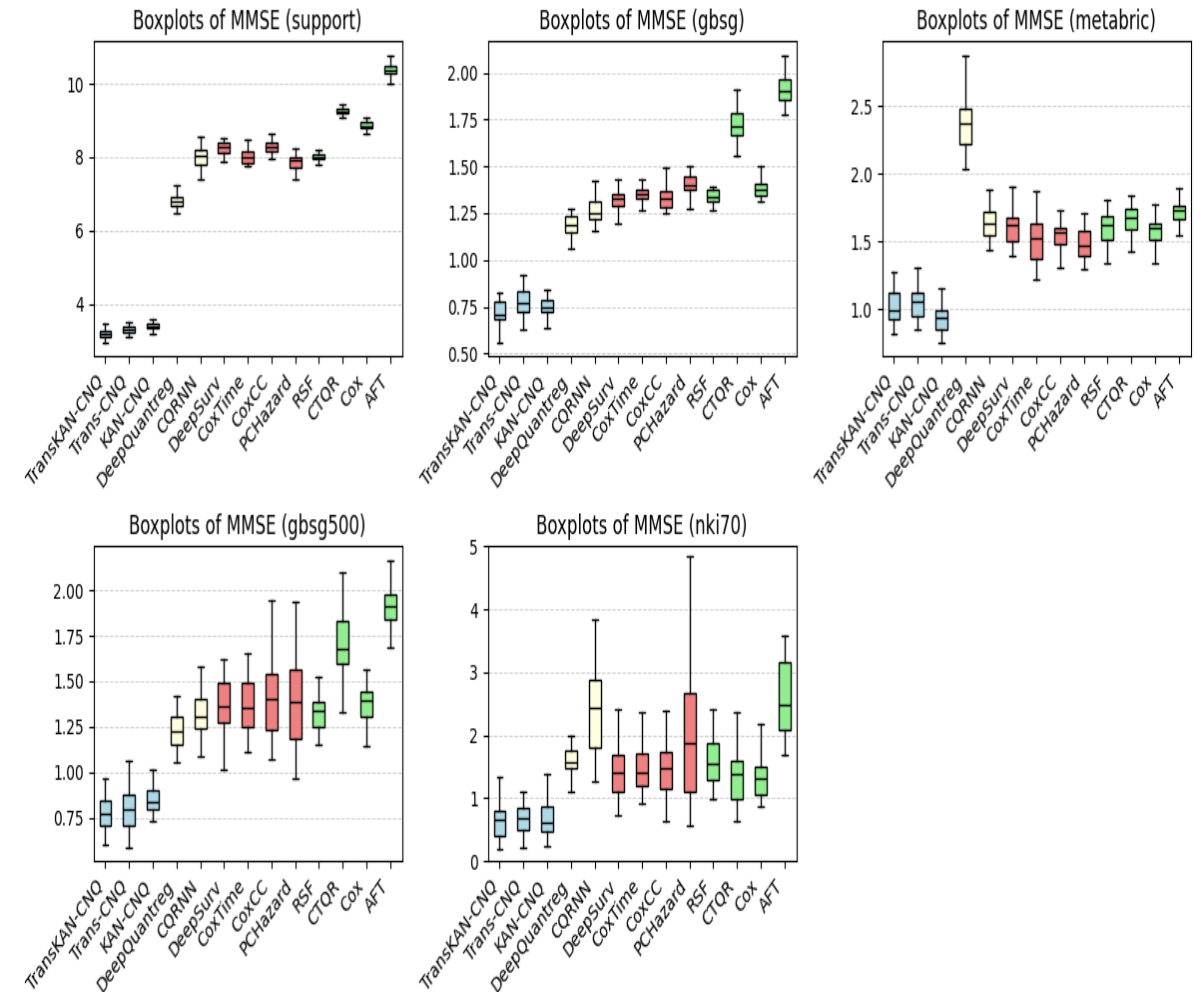 Boxplots of MMSE (support)
10
8
6
4
TransKAN-CNQ
Trans-CNQ
KAN-CNQ
DeepQuantreg
CQRNN
DeepSurv
CoxTime
CoxCC
PCHazard
RSF
CTQR
Cox
AFT
Boxplots of MMSE (gbsg)
2.00
1.75
1.50
1.25
1.00
0.75
0.50
TransKAN-CNQ
Trans-CNQ
KAN-CNQ
DeepQuantreg
CQRNN
DeepSurv
CoxTime
CoxCC
PCHazard
RSF
CTQR
Cox
AFT
Boxplots of MMSE (metabric)
2.5
2.0
1.5
1.0
TransKAN-CNQ
Trans-CNQ
KAN-CNQ
DeepQuantreg
CQRNN
DeepSurv
CoxTime
CoxCC
PCHazard
RSF
CTQR
Cox
AFT
Boxplots of MMSE (gbsg500)
2.00
1.75
1.50
1.25
1.00
0.75
TransKAN-CNQ
Trans-CNQ
KAN-CNQ
DeepQuantreg
CQRNN
DeepSurv
CoxTime
CoxCC
PCHazard
RSF
CTQR
Cox
AFT
Boxplots of MMSE (nki70)
5
4
3
2
1
0
TransKAN-CNQ
Trans-CNQ
KAN-CNQ
DeepQuantreg
CQRNN
DeepSurv
CoxTime
CoxCC
PCHazard
RSF
CTQR
Cox
AFT